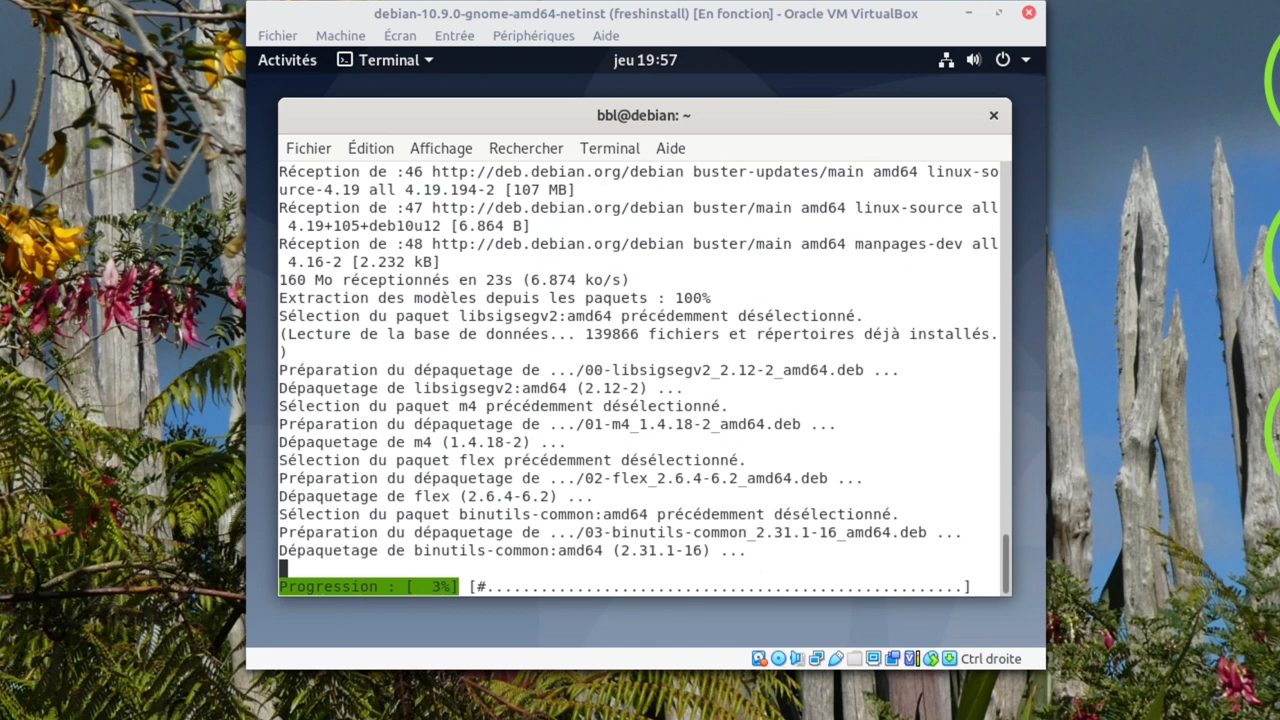 debian-10.9.0-gnome-amd64-netinst (freshinstall) [En fonction] - Oracle VM VirtualBox
Fichier Machine Écran Entrée Périphériques Aide
Activités Terminal jeu 19:57
bbl@debian: ~
Fichier Édition Affichage Rechercher Terminal Aide
Réception de :46 http://deb.debian.org/debian buster-updates/main amd64 linux-so
urce-4.19 all 4.19.194-2 [107 MB]
Réception de :47 http://deb.debian.org/debian buster/main amd64 linux-source all
4.19+105+deb10u12 [6.864 B]
Réception de :48 http://deb.debian.org/debian buster/main amd64 manpages-dev all
4.16-2 [2.232 kB]
160 Mo réceptionnés en 23s (6.874 ko/s)
Extraction des modèles depuis les paquets : 100%
Sélection du paquet libsigsegv2:amd64 précédemment désélectionné.
(Lecture de la base de données... 139866 fichiers et répertoires déjà installés.
)
Préparation du dépaquetage de .../00-libsigsegv2_2.12-2_amd64.deb ...
Dépaquetage de libsigsegv2:amd64 (2.12-2) ...
Sélection du paquet m4 précédemment désélectionné.
Préparation du dépaquetage de .../01-m4_1.4.18-2_amd64.deb ...
Dépaquetage de m4 (1.4.18-2) ...
Sélection du paquet flex précédemment désélectionné.
Préparation du dépaquetage de .../02-flex_2.6.4-6.2_amd64.deb ...
Dépaquetage de flex (2.6.4-6.2) ...
Sélection du paquet binutils-common:amd64 précédemment désélectionné.
Préparation du dépaquetage de .../03-binutils-common_2.31.1-16_amd64.deb ...
Dépaquetage de binutils-common:amd64 (2.31.1-16) ...
Progression : [  3%] [#.....................................................]
Ctrl droite